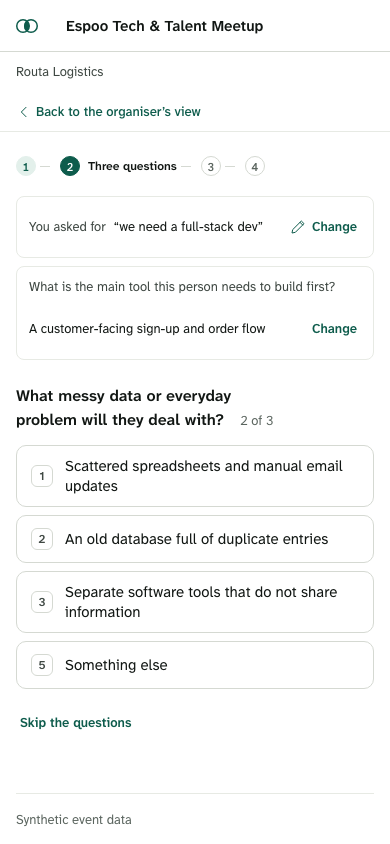 Espoo Tech & Talent Meetup
Routa Logistics
Back to the organiser’s view
1
2
Three questions
3
4
You asked for “we need a full-stack dev”
Change
What is the main tool this person needs to build first?
A customer-facing sign-up and order flow
Change
What messy data or everyday
problem will they deal with? 2 of 3
1
Scattered spreadsheets and manual email
updates
2
An old database full of duplicate entries
3
Separate software tools that do not share
information
5
Something else
Skip the questions
Synthetic event data